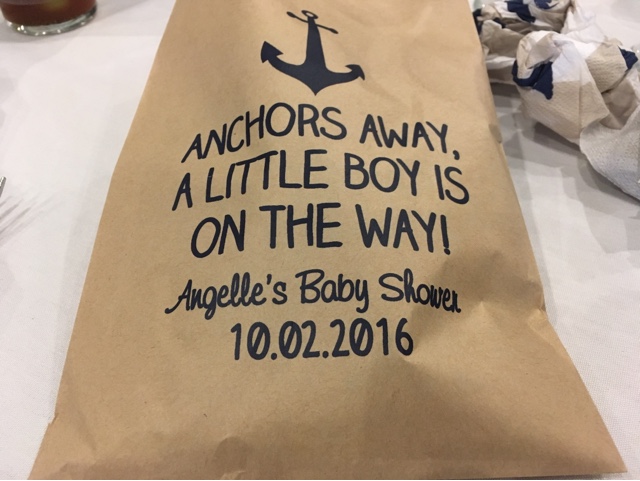 ANCHORS AWAY,
A LITTLE BOY IS
ON THE WAY!
Angelle's Baby Shower
10.02.2016